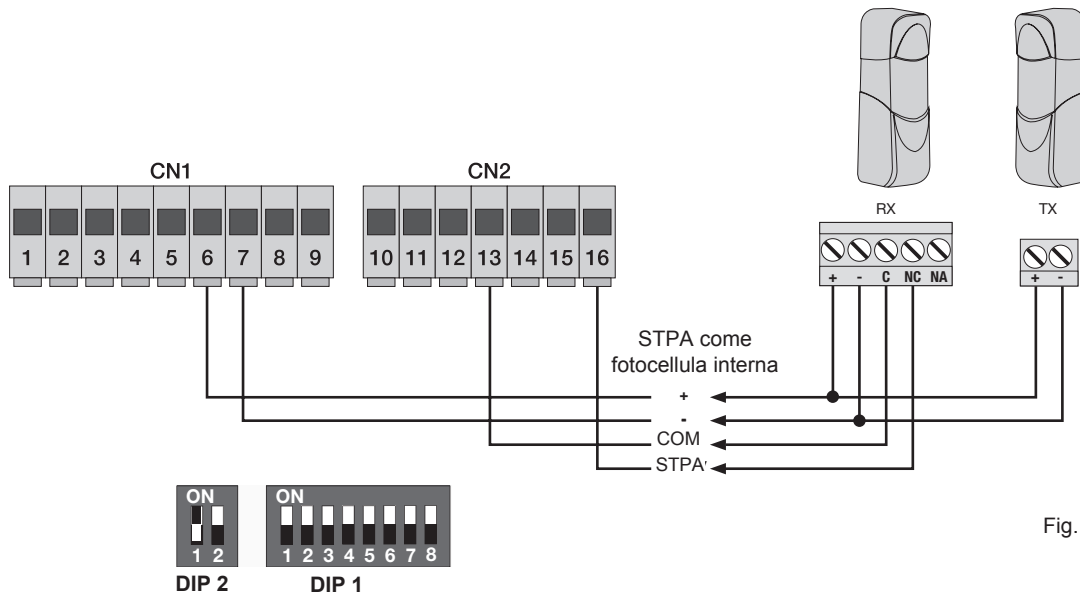 CN1
CN2
1 2 3 4 5 6 7 8 9
10 11 12 13 14 15 16
RX
TX
+ - C NC NA
+ -
STPA come
fotocellula interna
+
-
COM
STPA
Fig.
ON
1 2
DIP 2
ON
1 2 3 4 5 6 7 8
DIP 1